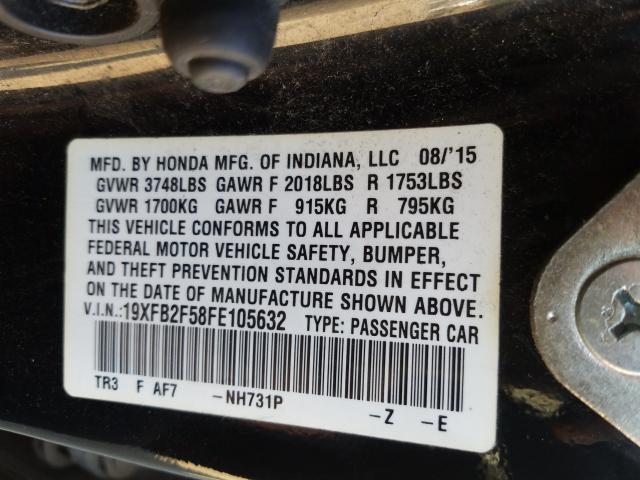 MFD. BY HONDA MFG. OF INDIANA, LLC 08/'15
GVWR 3748LBS GAWR F 2018LBS R 1753LBS
GVWR 1700KG GAWR F 915KG R 795KG
THIS VEHICLE CONFORMS TO ALL APPLICABLE
FEDERAL MOTOR VEHICLE SAFETY, BUMPER,
AND THEFT PREVENTION STANDARDS IN EFFECT
ON THE DATE OF MANUFACTURE SHOWN ABOVE.
V.I.N.:19XFB2F58FE105632 TYPE: PASSENGER CAR
TR3 F AF7 -NH731P -Z -E